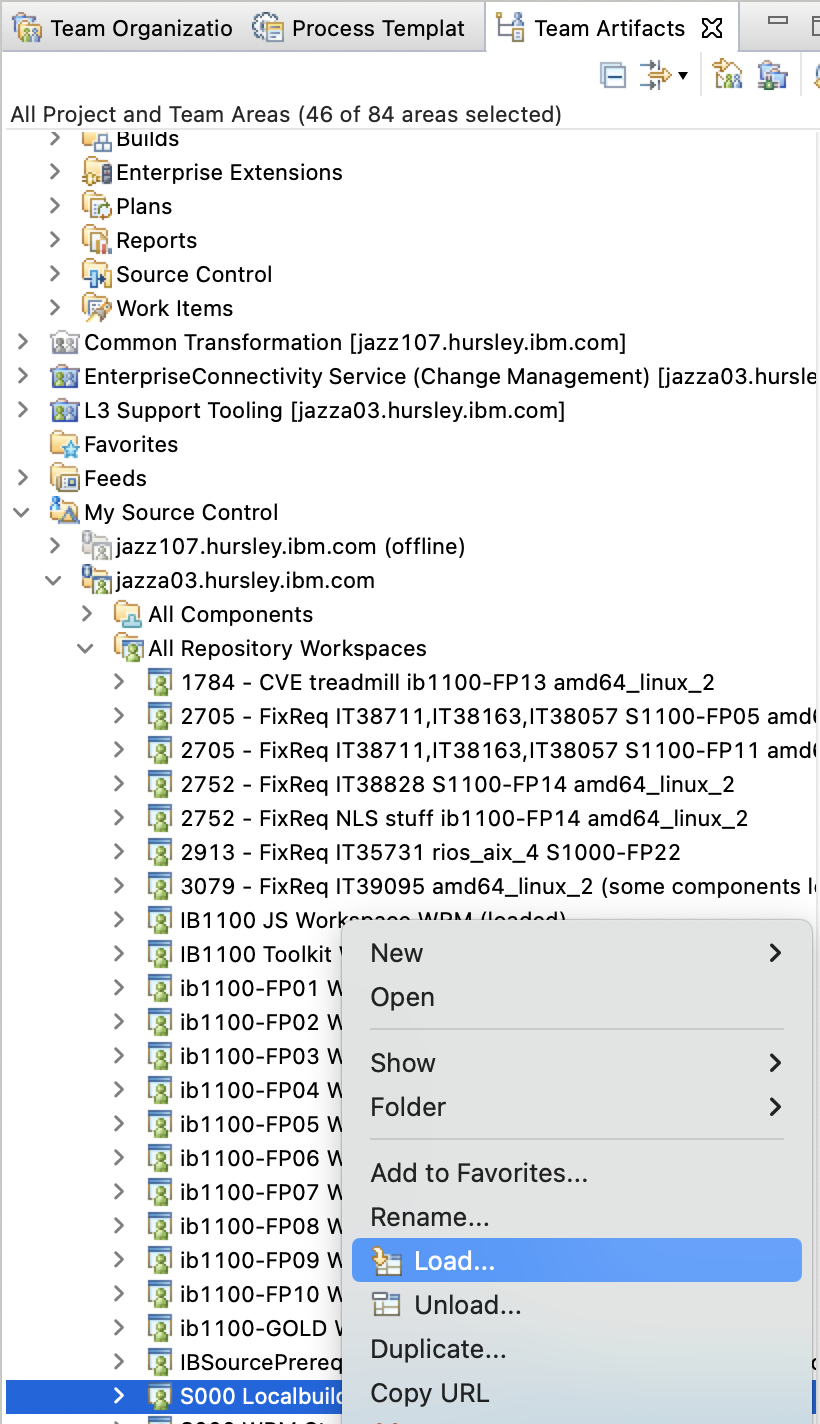 Team Organizatio
Process Templat
Team Artifacts
All Project and Team Areas (46 of 84 areas selected)
Builds
Enterprise Extensions
Plans
Reports
Source Control
Work Items
Common Transformation [jazz107.hursley.ibm.com]
EnterpriseConnectivity Service (Change Management) [jazza03.hursle
L3 Support Tooling [jazza03.hursley.ibm.com]
Favorites
Feeds
My Source Control
jazz107.hursley.ibm.com (offline)
jazza03.hursley.ibm.com
All Components
All Repository Workspaces
1784 - CVE treadmill ib1100-FP13 amd64_linux_2
2705 - FixReq IT38711,IT38163,IT38057 S1100-FP05 amd6
2705 - FixReq IT38711,IT38163,IT38057 S1100-FP11 amd6
2752 - FixReq IT38828 S1100-FP14 amd64_linux_2
2752 - FixReq NLS stuff ib1100-FP14 amd64_linux_2
2913 - FixReq IT35731 rios_aix_4 S1000-FP22
3079 - FixReq IT39095 amd64_linux_2 (some components l
IB1100 JS Workspace WRM (loaded)
IB1100 Toolkit
ib1100-FP01 W
ib1100-FP02 W
ib1100-FP03 W
ib1100-FP04 W
ib1100-FP05 W
ib1100-FP06 W
ib1100-FP07 W
ib1100-FP08 W
ib1100-FP09 W
ib1100-FP10 W
ib1100-GOLD
IBSourcePrereq
S000 Localbuild
New
Open
Show
Folder
Add to Favorites...
Rename...
Load...
Unload...
Duplicate...
Copy URL